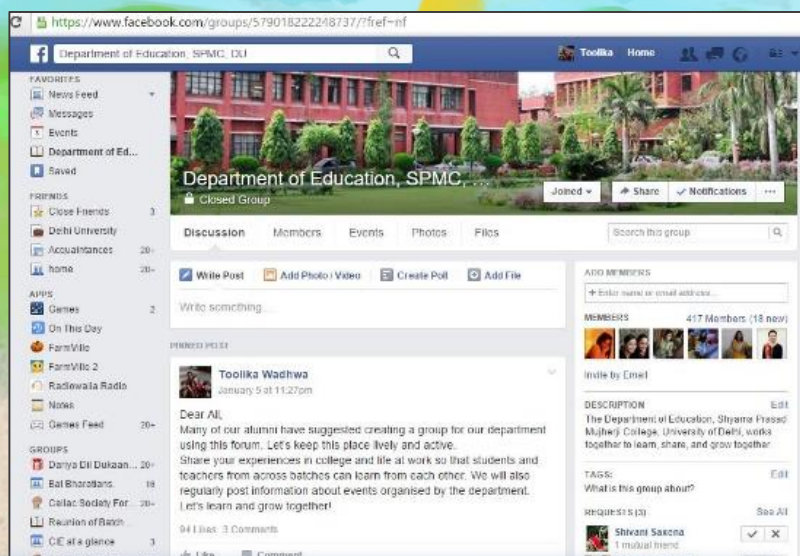 https://www.facebook.com/groups/579018222248737/?fref=nf
Department of Education, SPMC, DU
Toolika Home
FAVORITES
News Feed
Messages
Events
Department of Ed...
Saved
FRIENDS
Close Friends 3
Delhi University
Acquaintances 20+
home 20+
APPS
Games 2
On This Day
FarmVille
FarmVille 2
Radiowalla Radio
Notes
Games Feed 20+
GROUPS
Dariya Dil Dukaan... 20+
Bal Bharatians.
Celiac Society For... 20+
Reunion of Batch
CIE at a glance 3
Department of Education, SPMC, ...
Closed Group
Joined Share Notifications ...
Discussion Members Events Photos Files
Search this group
Write Post Add Photo / Video Create Poll Add File
Write something...
PINNED POST
Toolika Wadhwa
January 5 at 11:27pm
Dear All,
Many of our alumni have suggested creating a group for our department
using this forum. Let's keep this place lively and active.
Share your experiences in college and life at work so that students and
teachers from across batches can learn from each other. We will also
regularly post information about events organised by the department.
Let's learn and grow together!
94 Likes 3 Comments
Like Comment
ADD MEMBERS
+ Enter name or email address...
MEMBERS 417 Members (18 new)
Invite by Email
DESCRIPTION Edit
The Department of Education, Shyama Prasad
Mukherji College, University of Delhi, works
together to learn, share, and grow together
TAGS: Edit
What is this group about?
REQUESTS (3) See All
Shivani Saxena
1 mutual friend